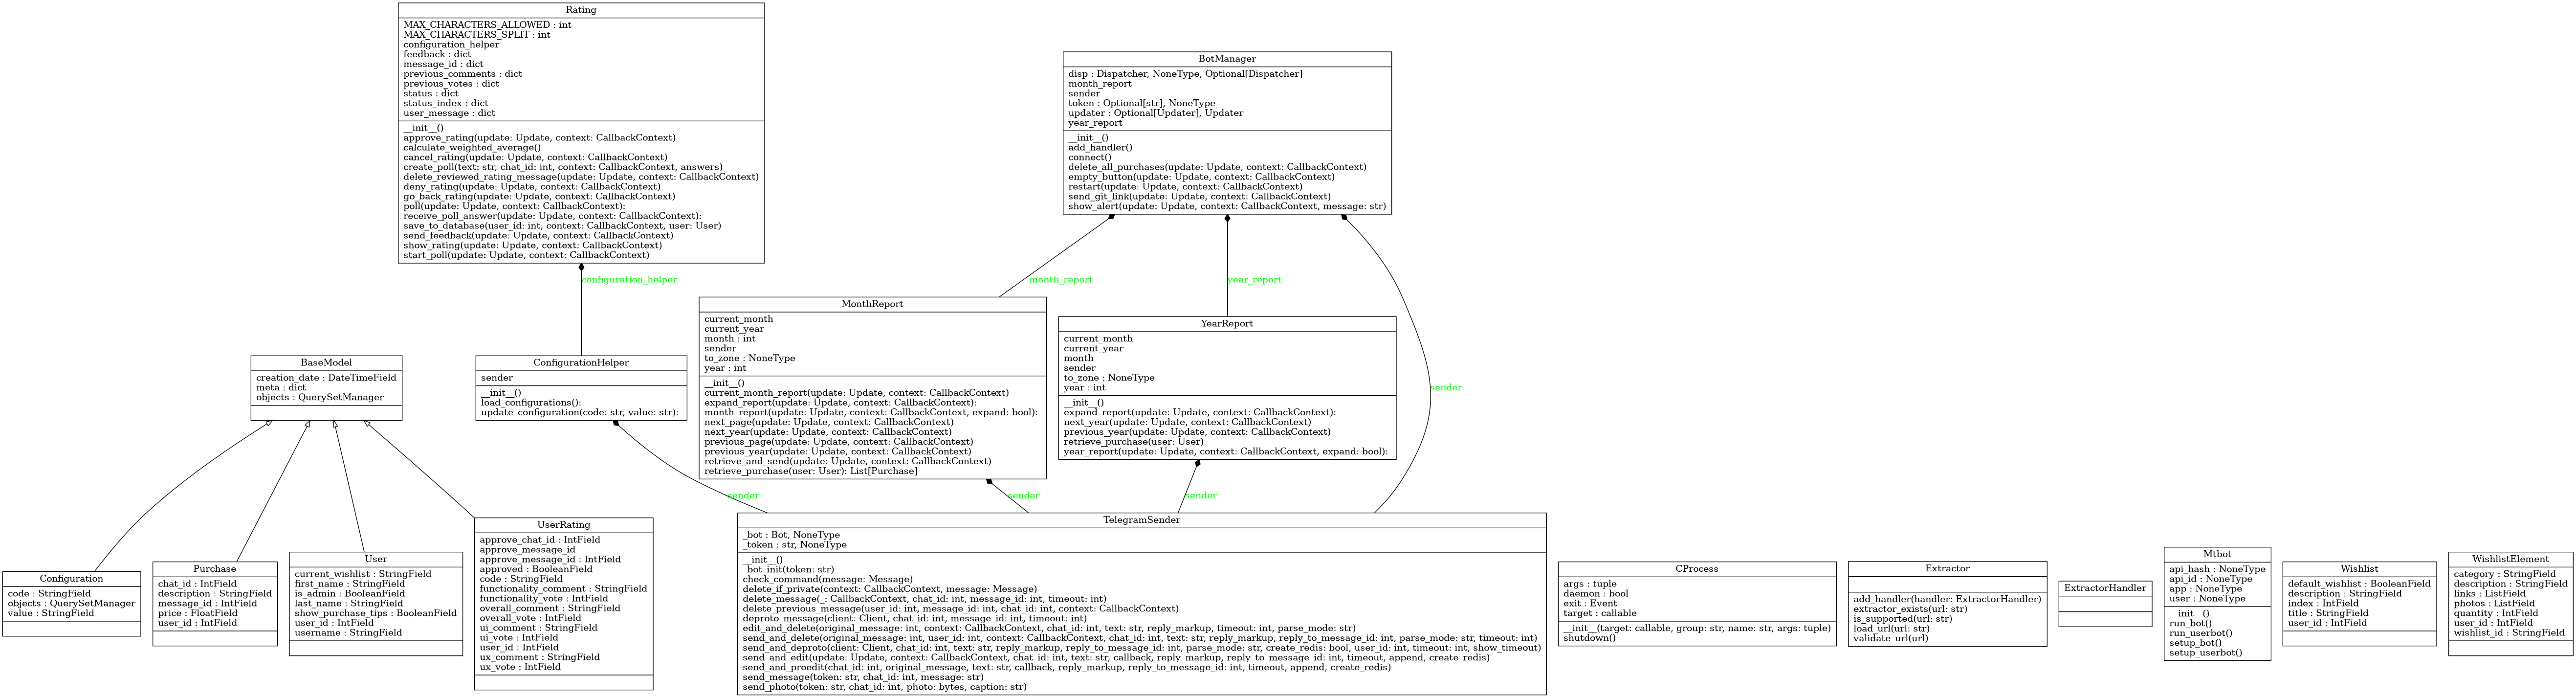 Rating
MAX_CHARACTERS_ALLOWED : int
MAX_CHARACTERS_SPLIT : int
configuration_helper
feedback : dict
message_id : dict
previous_comments : dict
previous_votes : dict
status : dict
status_index : dict
user_message : dict
__init__()
approve_rating(update: Update, context: CallbackContext)
calculate_weighted_average()
cancel_rating(update: Update, context: CallbackContext)
create_poll(text: str, chat_id: int, context: CallbackContext, answers)
delete_reviewed_rating_message(update: Update, context: CallbackContext)
deny_rating(update: Update, context: CallbackContext)
go_back_rating(update: Update, context: CallbackContext)
poll(update: Update, context: CallbackContext):
receive_poll_answer(update: Update, context: CallbackContext):
save_to_database(user_id: int, context: CallbackContext, user: User)
send_feedback(update: Update, context: CallbackContext)
show_rating(update: Update, context: CallbackContext)
start_poll(update: Update, context: CallbackContext)
BotManager
disp : Dispatcher, NoneType, Optional[Dispatcher]
month_report
sender
token : Optional[str], NoneType
updater : Optional[Updater], Updater
year_report
__init__()
add_handler()
connect()
delete_all_purchases(update: Update, context: CallbackContext)
empty_button(update: Update, context: CallbackContext)
restart(update: Update, context: CallbackContext)
send_git_link(update: Update, context: CallbackContext)
show_alert(update: Update, context: CallbackContext, message: str)
configuration_helper
month_report
year_report
sender
BaseModel
creation_date : DateTimeField
meta : dict
objects : QuerySetManager
ConfigurationHelper
sender
__init__()
load_configurations():
update_configuration(code: str, value: str):
MonthReport
current_month
current_year
month : int
sender
to_zone : NoneType
year : int
__init__()
current_month_report(update: Update, context: CallbackContext)
expand_report(update: Update, context: CallbackContext):
month_report(update: Update, context: CallbackContext, expand: bool):
next_page(update: Update, context: CallbackContext)
next_year(update: Update, context: CallbackContext)
previous_page(update: Update, context: CallbackContext)
previous_year(update: Update, context: CallbackContext)
retrieve_and_send(update: Update, context: CallbackContext)
retrieve_purchase(user: User): List[Purchase]
YearReport
current_month
current_year
month
sender
to_zone : NoneType
year : int
__init__()
expand_report(update: Update, context: CallbackContext):
next_year(update: Update, context: CallbackContext)
previous_year(update: Update, context: CallbackContext)
retrieve_purchase(user: User)
year_report(update: Update, context: CallbackContext, expand: bool):
sender
sender
sender
Configuration
code : StringField
objects : QuerySetManager
value : StringField
Purchase
chat_id : IntField
description : StringField
message_id : IntField
price : FloatField
user_id : IntField
User
current_wishlist : StringField
first_name : StringField
is_admin : BooleanField
last_name : StringField
show_purchase_tips : BooleanField
user_id : IntField
username : StringField
UserRating
approve_chat_id : IntField
approve_message_id
approve_message_id : IntField
approved : BooleanField
code : StringField
functionality_comment : StringField
functionality_vote : IntField
overall_comment : StringField
overall_vote : IntField
ui_comment : StringField
ui_vote : IntField
user_id : IntField
ux_comment : StringField
ux_vote : IntField
TelegramSender
_bot : Bot, NoneType
_token : str, NoneType
__init__()
_bot_init(token: str)
check_command(message: Message)
delete_if_private(context: CallbackContext, message: Message)
delete_message(_: CallbackContext, chat_id: int, message_id: int, timeout: int)
delete_previous_message(user_id: int, message_id: int, chat_id: int, context: CallbackContext)
deproto_message(client: Client, chat_id: int, message_id: int, timeout: int)
edit_and_delete(original_message: int, context: CallbackContext, chat_id: int, text: str, reply_markup, timeout: int, parse_mode: str)
send_and_delete(original_message: int, user_id: int, context: CallbackContext, chat_id: int, text: str, reply_markup, reply_to_message_id: int, parse_mode: str, timeout: int)
send_and_deproto(client: Client, chat_id: int, text: str, reply_markup, reply_to_message_id: int, parse_mode: str, create_redis: bool, user_id: int, timeout: int, show_timeout)
send_and_edit(update: Update, context: CallbackContext, chat_id: int, text: str, callback, reply_markup, reply_to_message_id: int, timeout, append, create_redis)
send_and_proedit(chat_id: int, original_message, text: str, callback, reply_markup, reply_to_message_id: int, timeout, append, create_redis)
send_message(token: str, chat_id: int, message: str)
send_photo(token: str, chat_id: int, photo: bytes, caption: str)
CProcess
args : tuple
daemon : bool
exit : Event
target : callable
__init__(target: callable, group: str, name: str, args: tuple)
shutdown()
Extractor
add_handler(handler: ExtractorHandler)
extractor_exists(url: str)
is_supported(url: str)
load_url(url: str)
validate_url(url)
ExtractorHandler
Mtbot
api_hash : NoneType
api_id : NoneType
app : NoneType
user : NoneType
__init__()
run_bot()
run_userbot()
setup_bot()
setup_userbot()
Wishlist
default_wishlist : BooleanField
description : StringField
index : IntField
title : StringField
user_id : IntField
WishlistElement
category : StringField
description : StringField
links : ListField
photos : ListField
quantity : IntField
user_id : IntField
wishlist_id : StringField